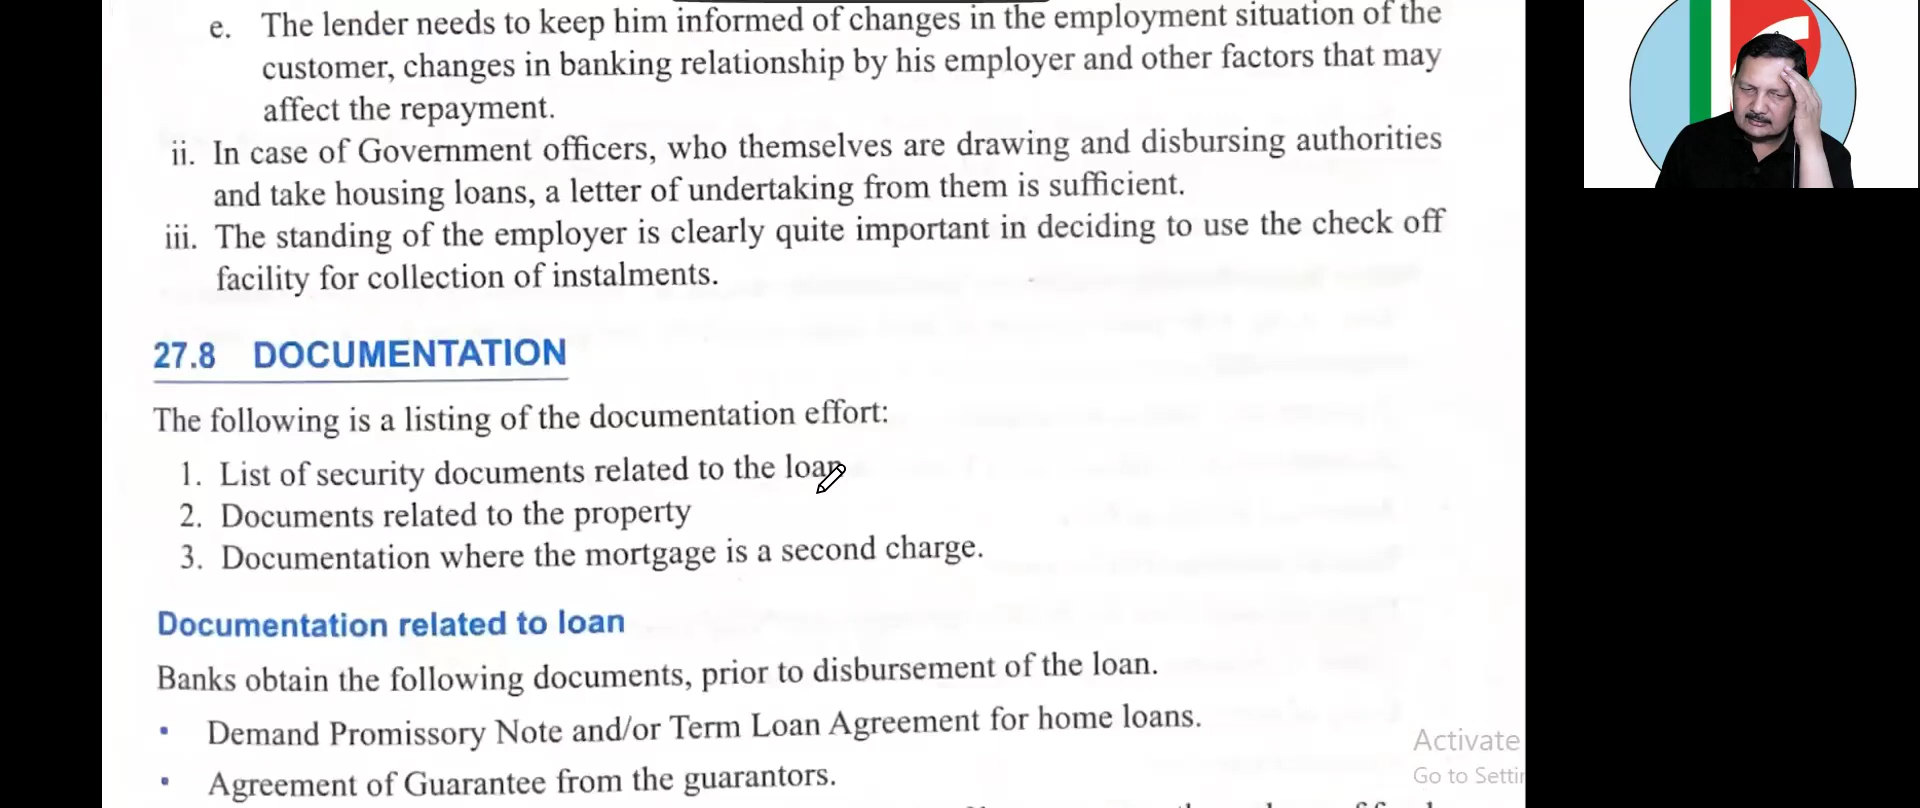 e. The lender needs to keep him informed of changes in the employment situation of the
customer, changes in banking relationship by his employer and other factors that may
affect the repayment.
ii. In case of Government officers, who themselves are drawing and disbursing authorities
and take housing loans, a letter of undertaking from them is sufficient.
iii. The standing of the employer is clearly quite important in deciding to use the check off
facility for collection of instalments.
27.8 DOCUMENTATION
The following is a listing of the documentation effort:
1. List of security documents related to the loan
2. Documents related to the property
3. Documentation where the mortgage is a second charge.
Documentation related to loan
Banks obtain the following documents, prior to disbursement of the loan.
• Demand Promissory Note and/or Term Loan Agreement for home loans.
• Agreement of Guarantee from the guarantors.
Activate
Go to Settin